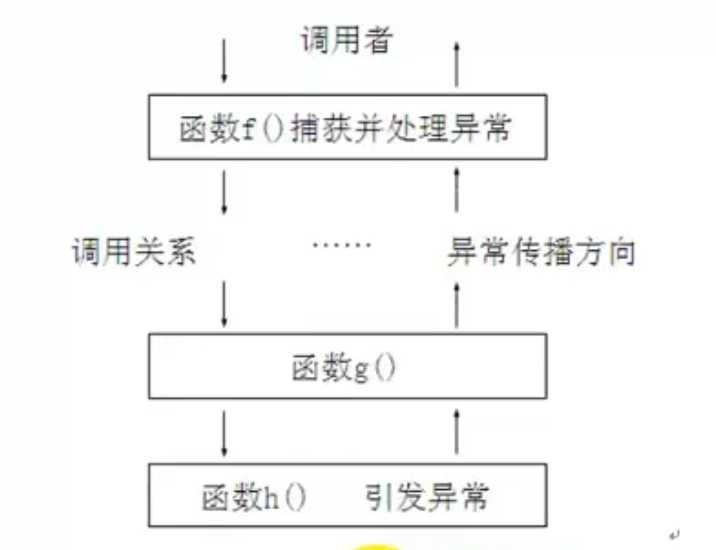 调用者
函数f()捕获并处理异常
调用关系 …… 异常传播方向
函数g()
函数h() 引发异常